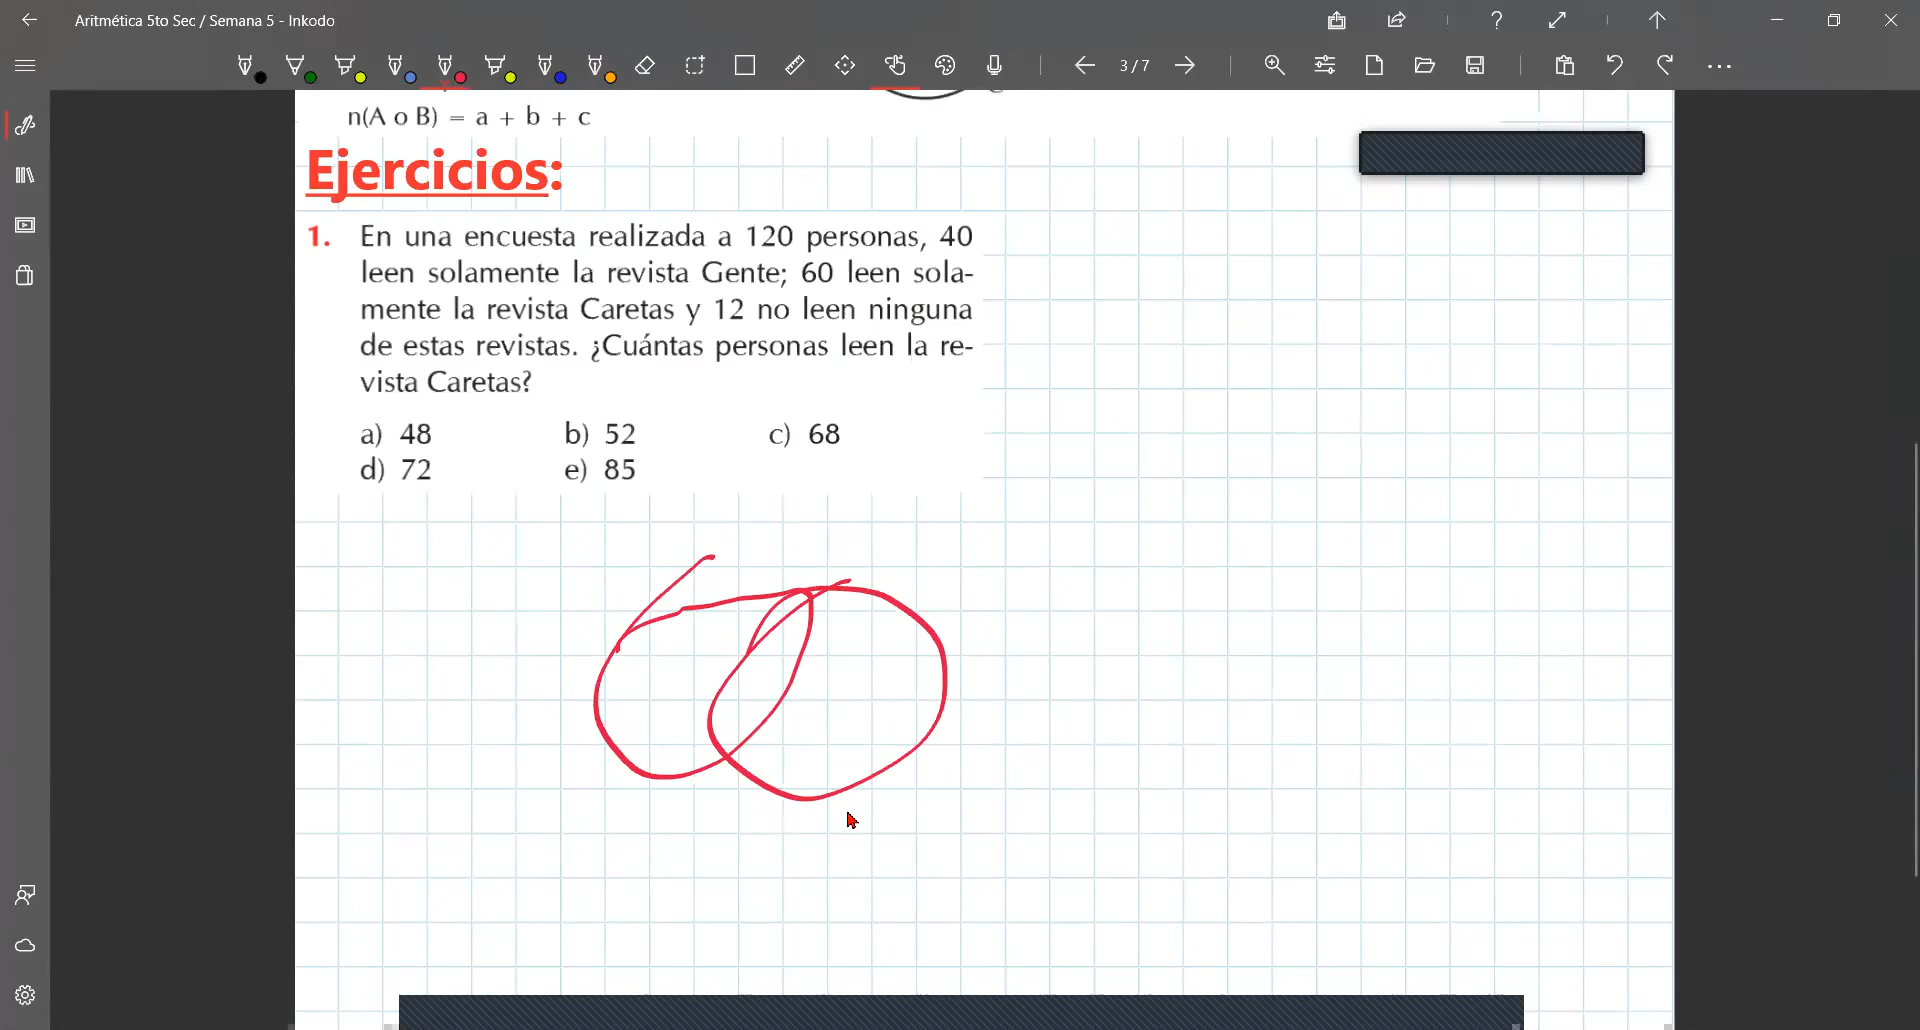 Aritmética 5to Sec / Semana 5 - Inkodo
3 / 7
n(A o B) = a + b + c
Ejercicios:
1. En una encuesta realizada a 120 personas, 40
leen solamente la revista Gente; 60 leen sola-
mente la revista Caretas y 12 no leen ninguna
de estas revistas. ¿Cuántas personas leen la re-
vista Caretas?
a) 48 b) 52 c) 68
d) 72 e) 85